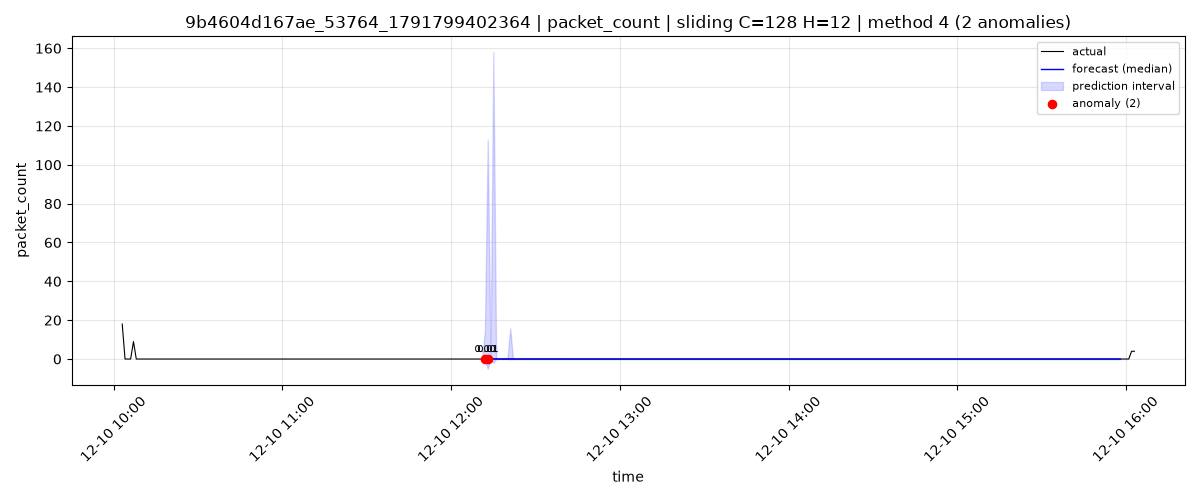 9b4604d167ae_53764_1791799402364 | packet_count | sliding C=128 H=12 | method 4 (2 anomalies)
160
140
120
100
80
60
40
20
0
packet_count
actual
forecast (median)
prediction interval
anomaly (2)
12-10 10:00
12-10 11:00
12-10 12:00
12-10 13:00
12-10 14:00
12-10 15:00
12-10 16:00
time